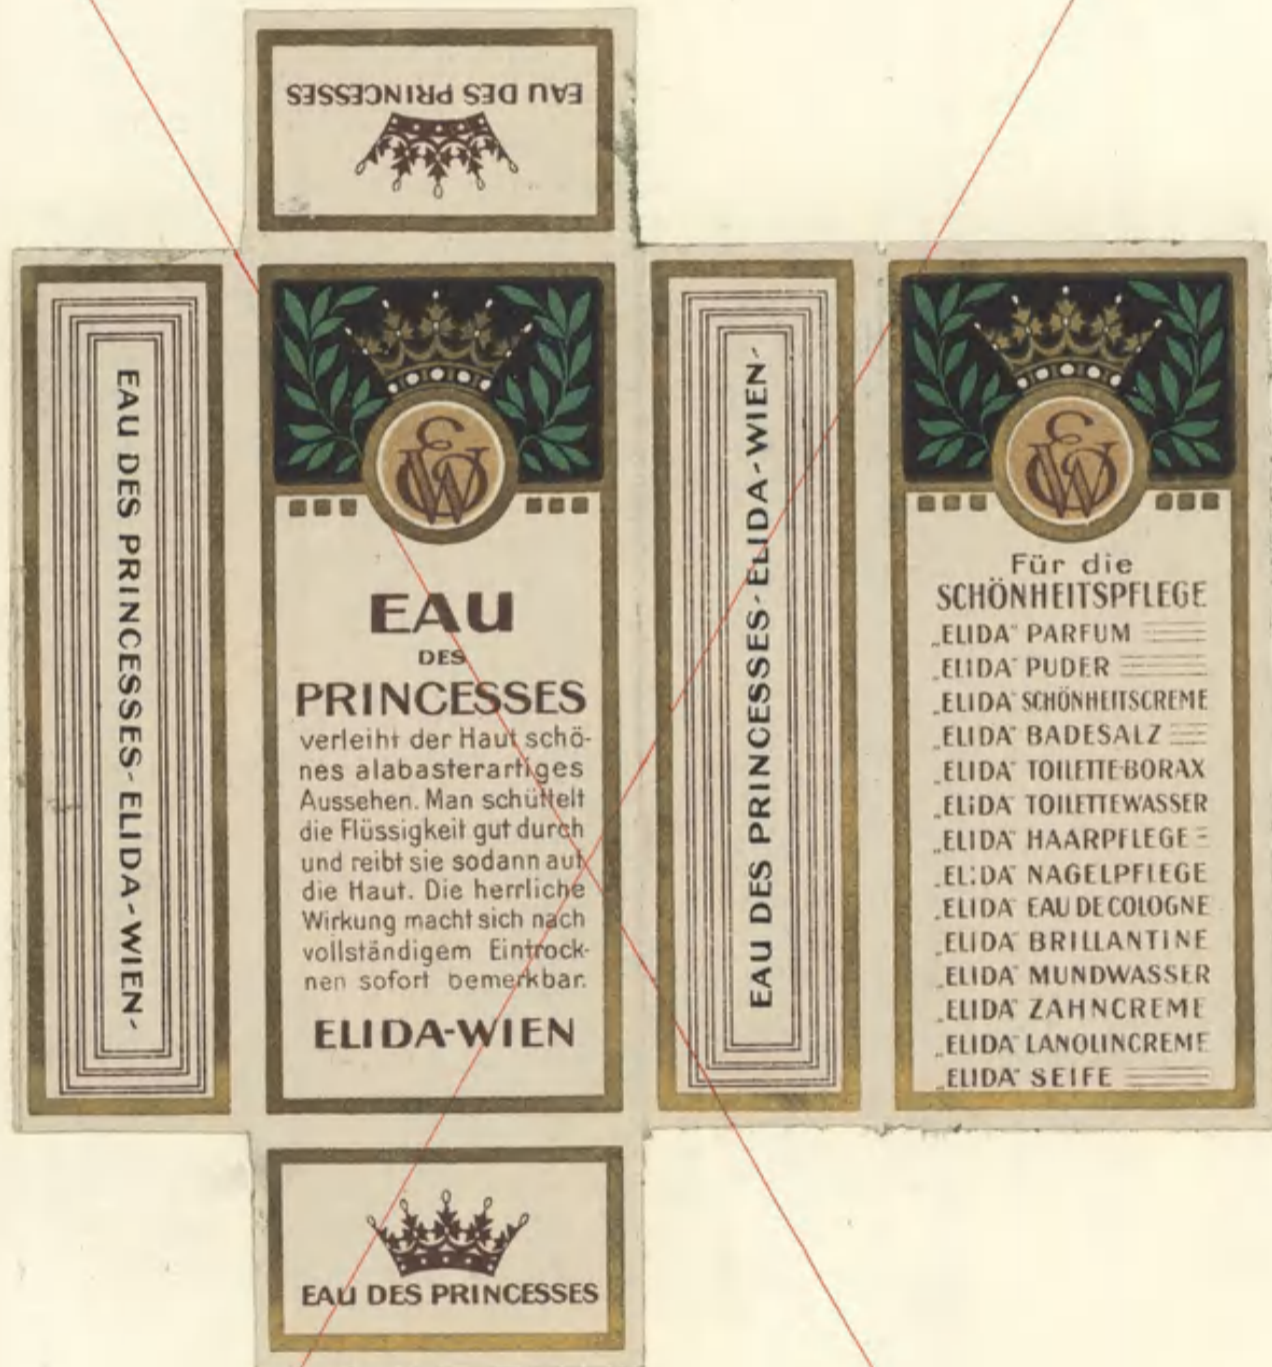 EAU DES PRINCESSES
EAU DES PRINCESSES-ELIDA-WIEN-
EAU
DES
PRINCESSES
verleiht der Haut schö-
nes alabasterartiges
Aussehen. Man schüttelt
die Flüssigkeit gut durch
und reibt sie sodann auf
die Haut. Die herrliche
Wirkung macht sich nach
vollständigem Eintrock-
nen sofort bemerkbar.
ELIDA-WIEN
EAU DES PRINCESSES-ELIDA-WIEN-
Für die
SCHÖNHEITSPFLEGE
„ELIDA" PARFUM
„ELIDA" PUDER
„ELIDA" SCHÖNHEITSCREME
„ELIDA" BADESALZ
„ELIDA" TOILETTE-BORAX
„ELIDA" TOILETTEWASSER
„ELIDA" HAARPFLEGE
„ELIDA" NAGELPFLEGE
„ELIDA" EAU DE COLOGNE
„ELIDA" BRILLANTINE
„ELIDA" MUNDWASSER
„ELIDA" ZAHNCREME
„ELIDA" LANOLINCREME
„ELIDA" SEIFE
EAU DES PRINCESSES